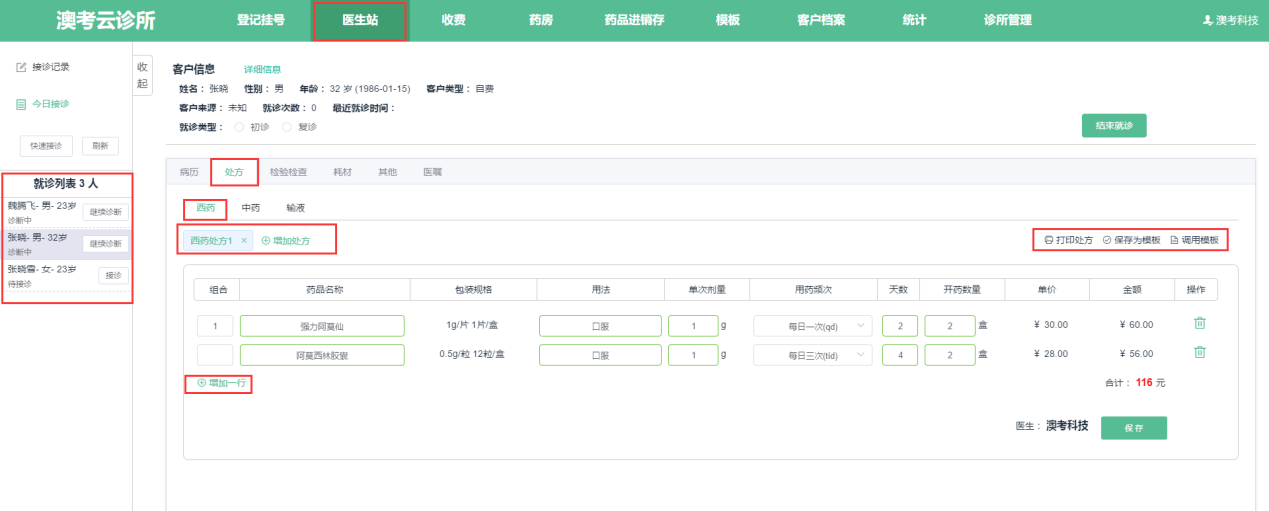 澳考云诊所 登记挂号 医生站 收费 药房 药品进销存 模板 客户档案 统计 诊所管理 澳考科技
接诊记录
今日接诊
快速接诊 刷新
收起
就诊列表 3 人
魏腾飞- 男- 23岁 继续诊断
诊断中
张晓- 男- 32岁 继续诊断
诊断中
张晓雪- 女- 23岁 接诊
待接诊
客户信息 详细信息
姓名：张晓 性别：男 年龄：32 岁 (1986-01-15) 客户类型：自费
客户来源：未知 就诊次数：0 最近就诊时间：
就诊类型： 初诊 复诊
结束就诊
病历 处方 检验检查 耗材 其他 医嘱
西药 中药 输液
西药处方1 × 增加处方 打印处方 保存为模板 调用模板
组合 药品名称 包装规格 用法 单次剂量 用药频次 天数 开药数量 单价 金额 操作
1 强力阿莫仙 1g/片 1片/盒 口服 1 g 每日一次(qd) 2 2 盒 ¥ 30.00 ¥ 60.00
阿莫西林胶囊 0.5g/粒 12粒/盒 口服 1 g 每日三次(tid) 4 2 盒 ¥ 28.00 ¥ 56.00
增加一行 合计：116 元
医生：澳考科技 保存